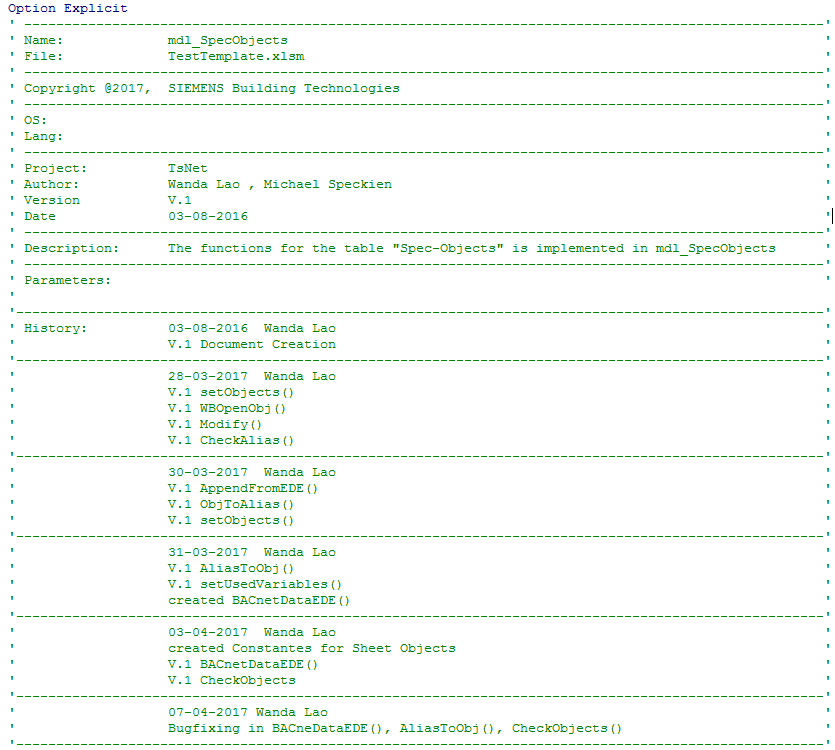 Option Explicit
' ----------------------------------------------------------------------------------------------------'
' Name:             mdl_SpecObjects                                                                   '
' File:             TestTemplate.xlsm                                                                 '
' ----------------------------------------------------------------------------------------------------'
' Copyright @2017,  SIEMENS Building Technologies                                                     '
' ----------------------------------------------------------------------------------------------------'
' OS:                                                                                                 '
' Lang:                                                                                               '
' ----------------------------------------------------------------------------------------------------'
' Project:          TsNet                                                                             '
' Author:           Wanda Lao , Michael Speckien                                                      '
' Version           V.1                                                                               '
' Date              03-08-2016                                                                        '
' ----------------------------------------------------------------------------------------------------'
' Description:      The functions for the table "Spec-Objects" is implemented in mdl_SpecObjects      '
' ----------------------------------------------------------------------------------------------------'
' Parameters:                                                                                         '
'                                                                                                     '
'-----------------------------------------------------------------------------------------------------'
' History:          03-08-2016  Wanda Lao                                                             '
'                   V.1 Document Creation                                                             '
'-----------------------------------------------------------------------------------------------------'
'                   28-03-2017  Wanda Lao                                                             '
'                   V.1 setObjects()                                                                  '
'                   V.1 WBOpenObj()                                                                   '
'                   V.1 Modify()                                                                      '
'                   V.1 CheckAlias()                                                                  '
'-----------------------------------------------------------------------------------------------------'
'                   30-03-2017  Wanda Lao                                                             '
'                   V.1 AppendFromEDE()                                                               '
'                   V.1 ObjToAlias()                                                                  '
'                   V.1 setObjects()                                                                  '
'-----------------------------------------------------------------------------------------------------'
'                   31-03-2017  Wanda Lao                                                             '
'                   V.1 AliasToObj()                                                                  '
'                   V.1 setUsedVariables()                                                            '
'                   created BACnetDataEDE()                                                           '
'-----------------------------------------------------------------------------------------------------'
'                   03-04-2017  Wanda Lao                                                             '
'                   created Constantes for Sheet Objects                                              '
'                   V.1 BACnetDataEDE()                                                               '
'                   V.1 CheckObjects                                                                  '
'-----------------------------------------------------------------------------------------------------'
'                   07-04-2017 Wanda Lao                                                              '
'                   Bugfixing in BACneDataEDE(), AliasToObj(), CheckObjects()                         '
'-----------------------------------------------------------------------------------------------------'